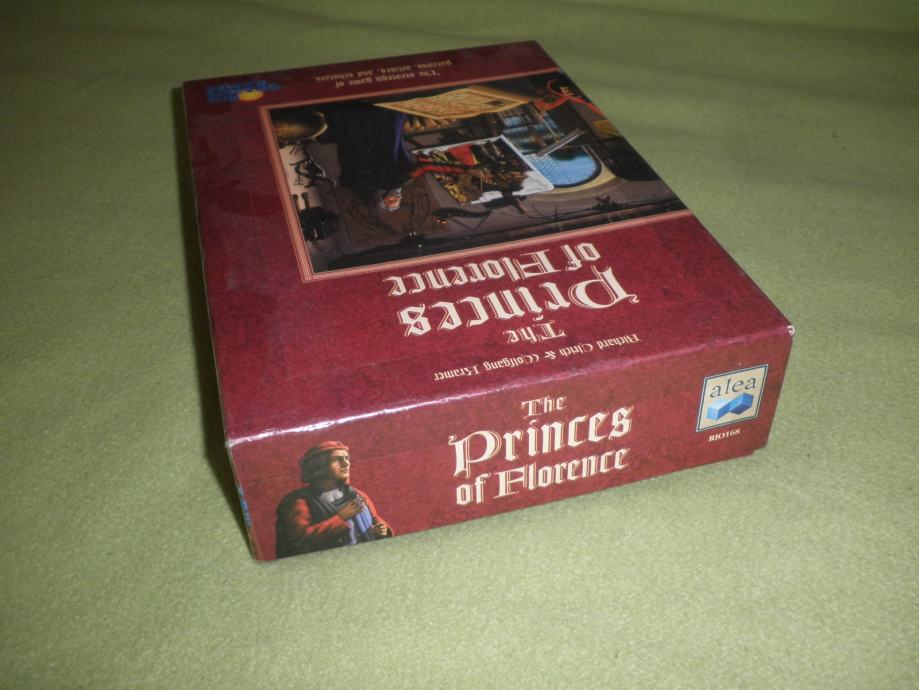 The
Princes
of Florence
alea
RIO168
Richard Ulrich & Wolfgang Kramer
The
Princes
of Florence
The strategy game of
patrons, artists, and scholars